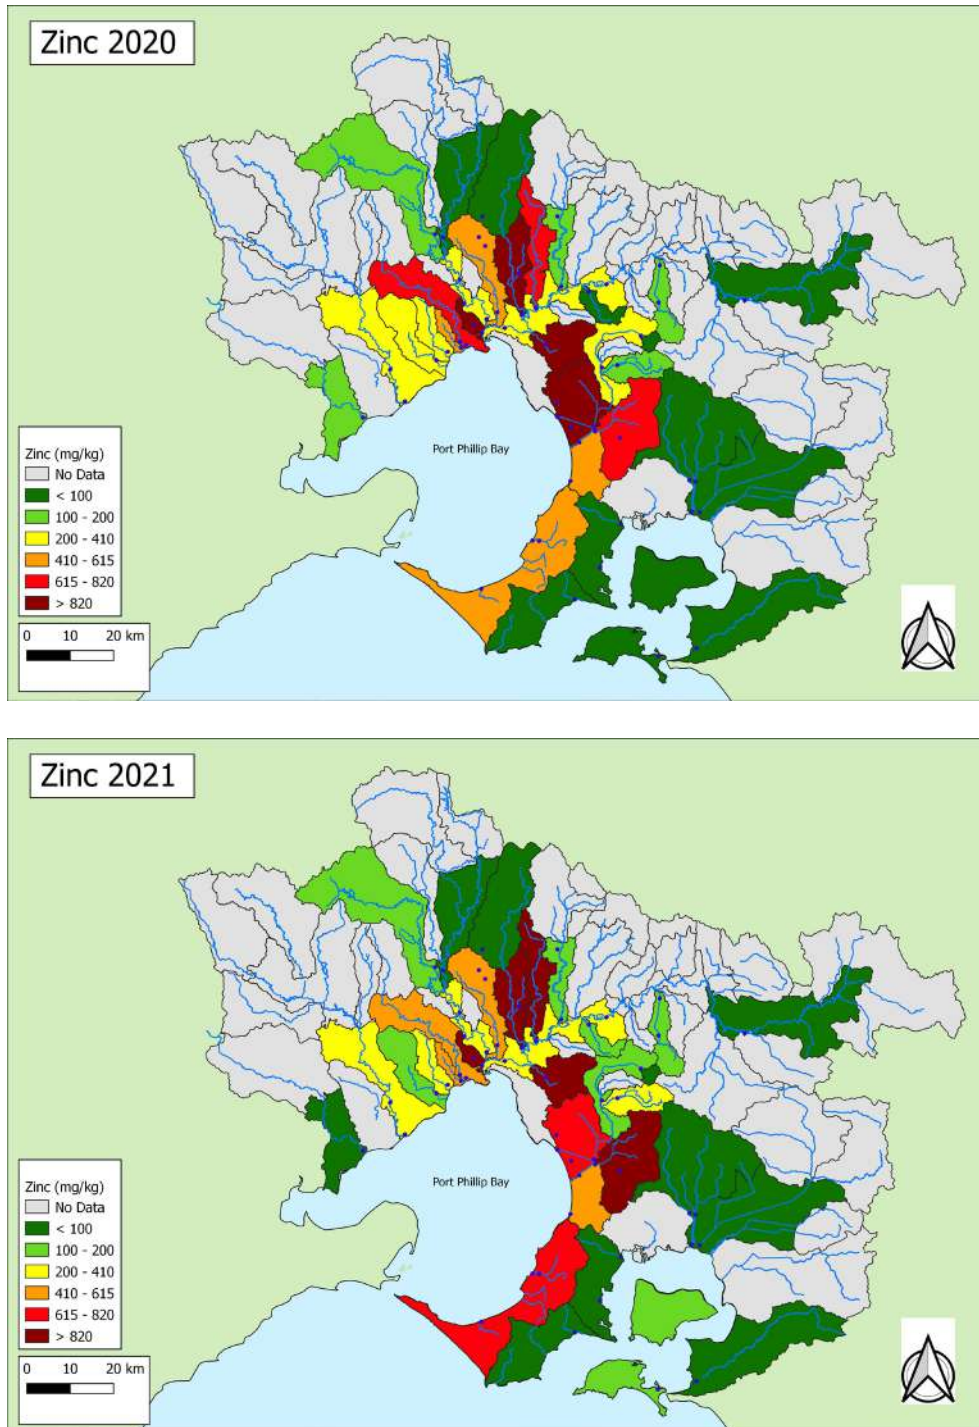 Zinc 2020
Port Phillip Bay
Zinc (mg/kg)
No Data
< 100
100 - 200
200 - 410
410 - 615
615 - 820
> 820
0 10 20 km
Zinc 2021
Port Phillip Bay
Zinc (mg/kg)
No Data
< 100
100 - 200
200 - 410
410 - 615
615 - 820
> 820
0 10 20 km